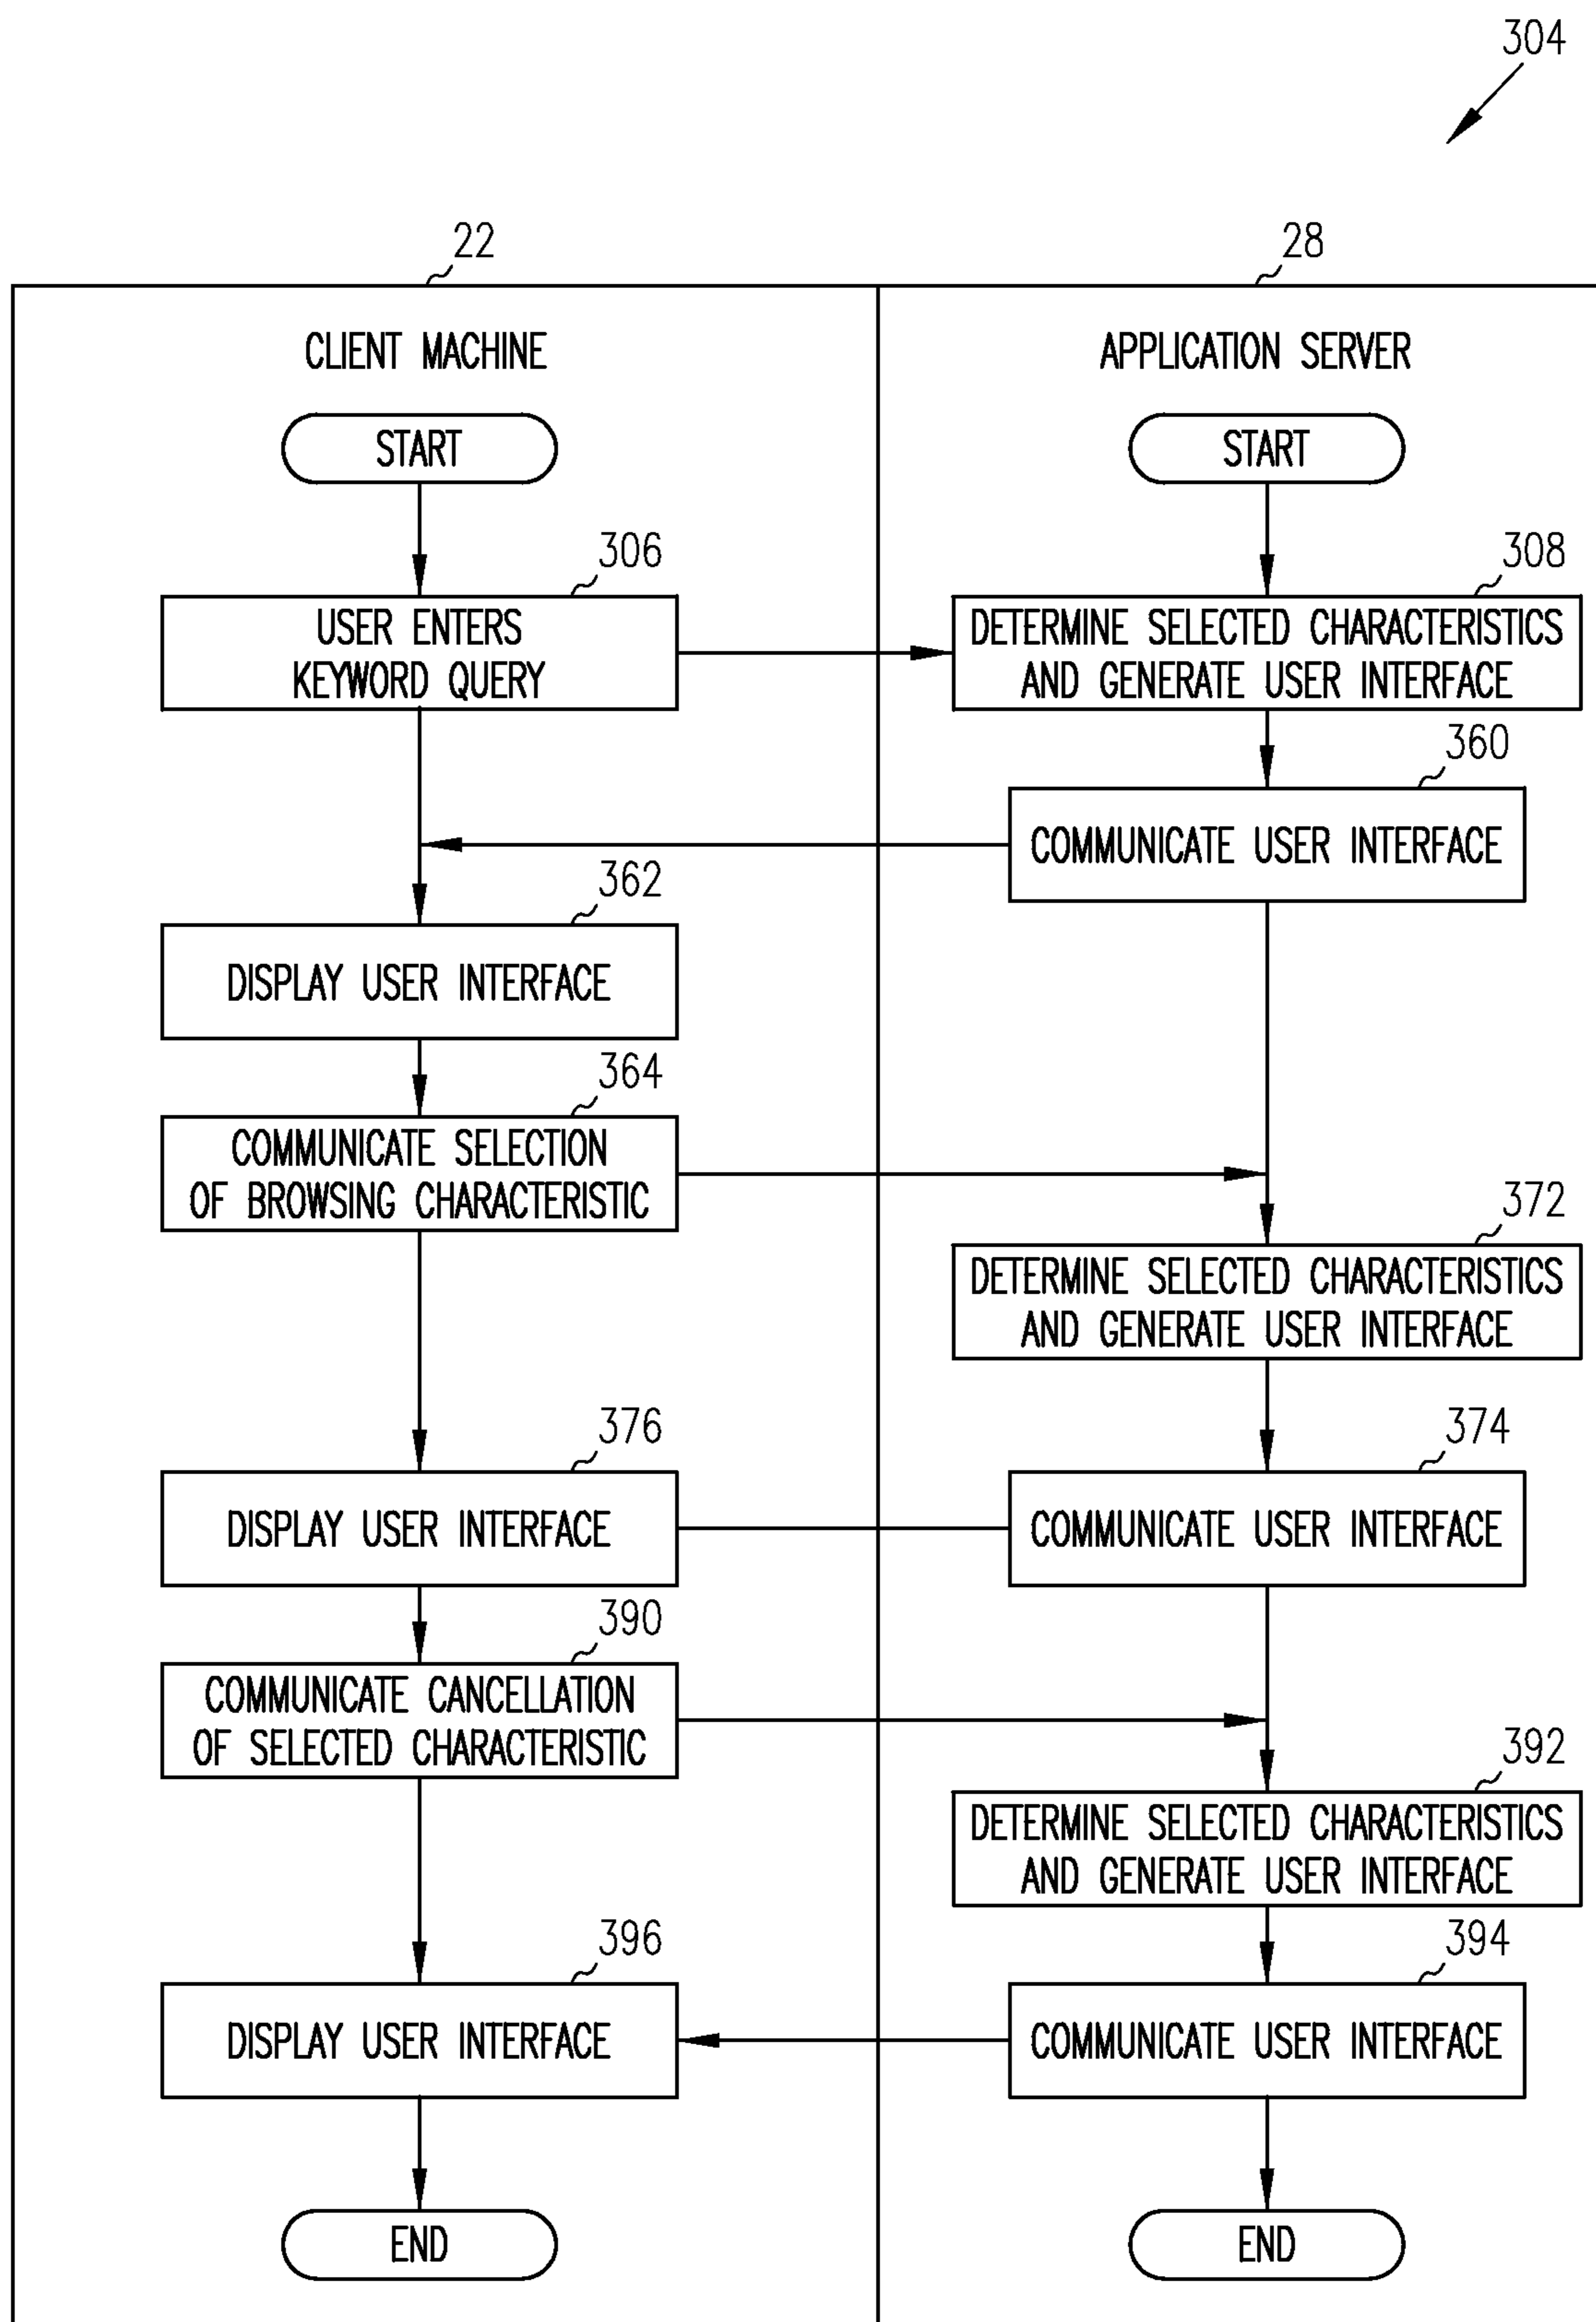 304
22
28
CLIENT MACHINE
APPLICATION SERVER
START
START
306
308
USER ENTERS
KEYWORD QUERY
DETERMINE SELECTED CHARACTERISTICS
AND GENERATE USER INTERFACE
360
COMMUNICATE USER INTERFACE
362
DISPLAY USER INTERFACE
364
COMMUNICATE SELECTION
OF BROWSING CHARACTERISTIC
372
DETERMINE SELECTED CHARACTERISTICS
AND GENERATE USER INTERFACE
376
374
DISPLAY USER INTERFACE
COMMUNICATE USER INTERFACE
390
COMMUNICATE CANCELLATION
OF SELECTED CHARACTERISTIC
392
DETERMINE SELECTED CHARACTERISTICS
AND GENERATE USER INTERFACE
396
394
DISPLAY USER INTERFACE
COMMUNICATE USER INTERFACE
END
END